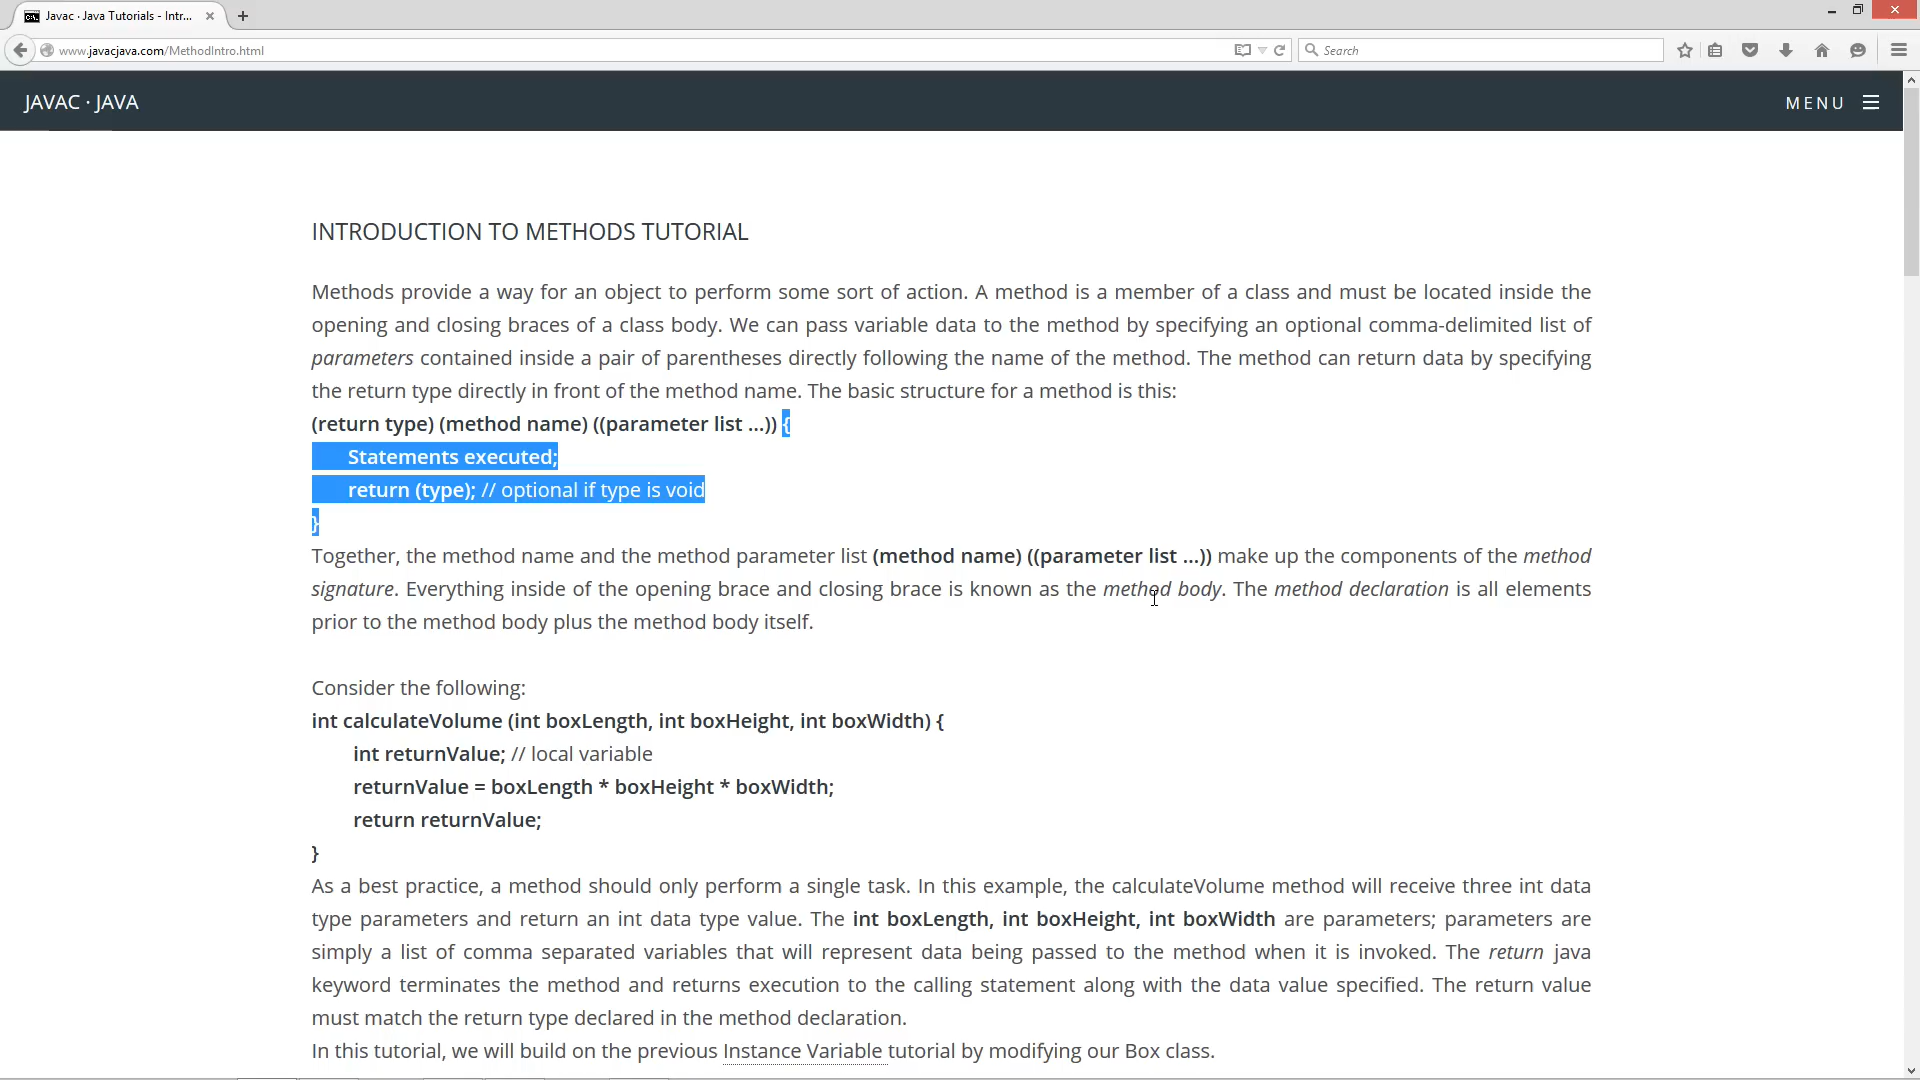 Javac · Java Tutorials - Intr...
www.javacjava.com/MethodIntro.html
Search
JAVAC · JAVA
MENU
INTRODUCTION TO METHODS TUTORIAL
Methods provide a way for an object to perform some sort of action. A method is a member of a class and must be located inside the
opening and closing braces of a class body. We can pass variable data to the method by specifying an optional comma-delimited list of
parameters contained inside a pair of parentheses directly following the name of the method. The method can return data by specifying
the return type directly in front of the method name. The basic structure for a method is this:
(return type) (method name) ((parameter list ...)) {
Statements executed;
return (type); // optional if type is void
}
Together, the method name and the method parameter list (method name) ((parameter list ...)) make up the components of the method
signature. Everything inside of the opening brace and closing brace is known as the method body. The method declaration is all elements
prior to the method body plus the method body itself.
Consider the following:
int calculateVolume (int boxLength, int boxHeight, int boxWidth) {
int returnValue; // local variable
returnValue = boxLength * boxHeight * boxWidth;
return returnValue;
}
As a best practice, a method should only perform a single task. In this example, the calculateVolume method will receive three int data
type parameters and return an int data type value. The int boxLength, int boxHeight, int boxWidth are parameters; parameters are
simply a list of comma separated variables that will represent data being passed to the method when it is invoked. The return java
keyword terminates the method and returns execution to the calling statement along with the data value specified. The return value
must match the return type declared in the method declaration.
In this tutorial, we will build on the previous Instance Variable tutorial by modifying our Box class.